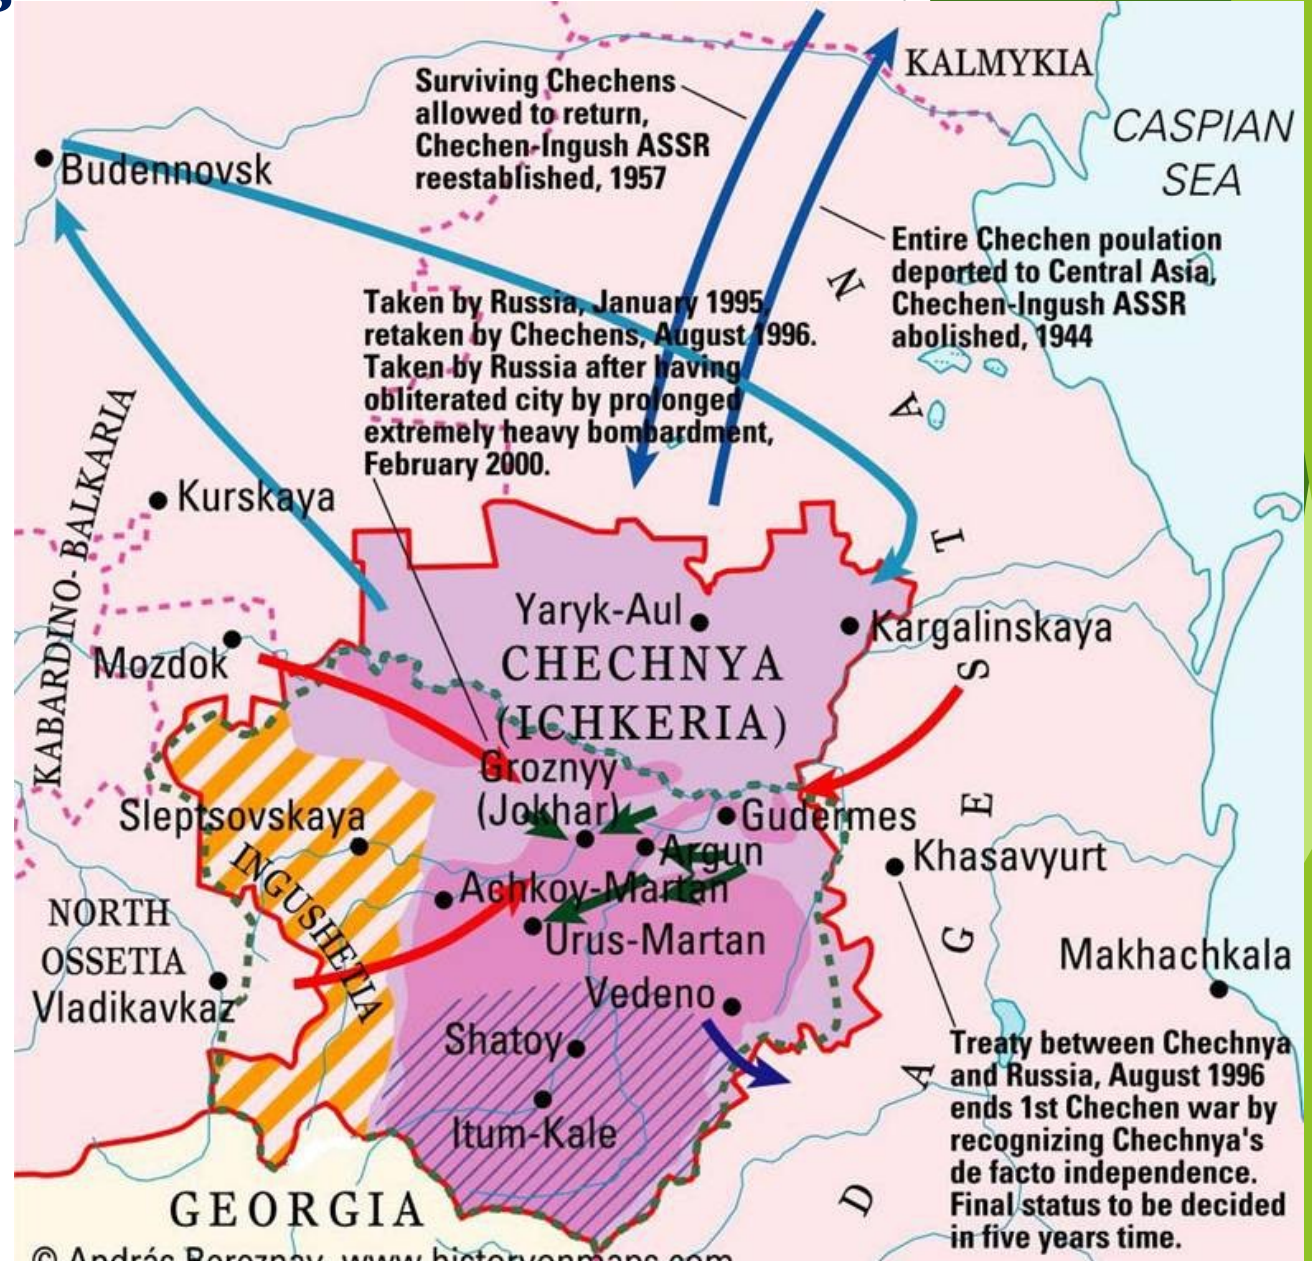 KALMYKIA
CASPIAN
SEA
Surviving Chechens
allowed to return,
Chechen-Ingush ASSR
reestablished, 1957
Budennovsk
Entire Chechen poulation
deported to Central Asia,
Chechen-Ingush ASSR
abolished, 1944
Taken by Russia, January 1995,
retaken by Chechens, August 1996.
Taken by Russia after having
obliterated city by prolonged
extremely heavy bombardment,
February 2000.
KABARDINO-BALKARIA
Kurskaya
Yaryk-Aul
Kargalinskaya
Mozdok
CHECHNYA
(ICHKERIA)
DAGESTAN
Groznyy
(Jokhar)
Sleptsovskaya
Gudermes
Argun
Khasavyurt
INGUSHETIA
Achkoy-Martan
Urus-Martan
NORTH
OSSETIA
Vladikavkaz
Makhachkala
Vedeno
Shatoy
Itum-Kale
Treaty between Chechnya
and Russia, August 1996
ends 1st Chechen war by
recognizing Chechnya's
de facto independence.
Final status to be decided
in five years time.
GEORGIA
© András Bereznay, www.historyonmaps.com